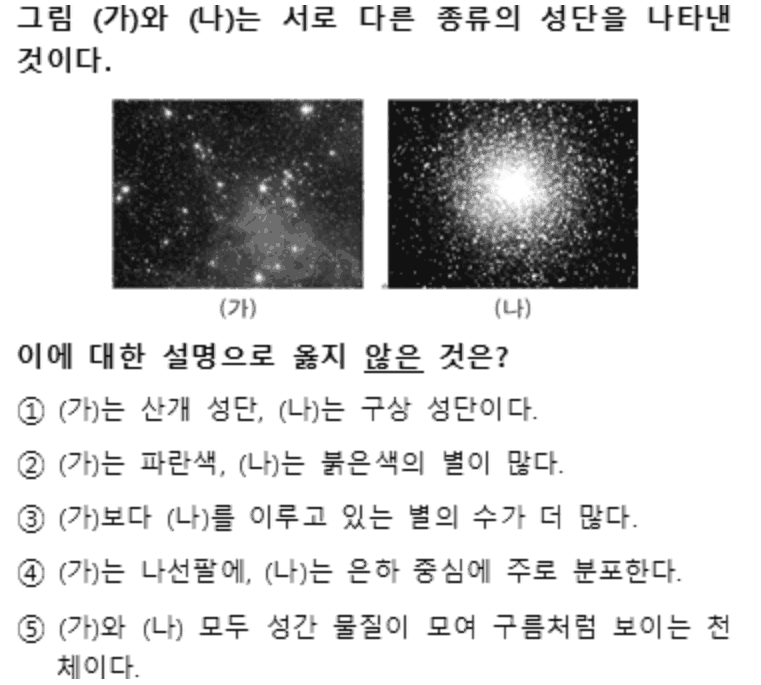 그림 (가)와 (나)는 서로 다른 종류의 성단을 나타낸
것이다.
(가)
(나)
이에 대한 설명으로 옳지 않은 것은?
① (가)는 산개 성단, (나)는 구상 성단이다.
② (가)는 파란색, (나)는 붉은색의 별이 많다.
③ (가)보다 (나)를 이루고 있는 별의 수가 더 많다.
④ (가)는 나선팔에, (나)는 은하 중심에 주로 분포한다.
⑤ (가)와 (나) 모두 성간 물질이 모여 구름처럼 보이는 천
체이다.